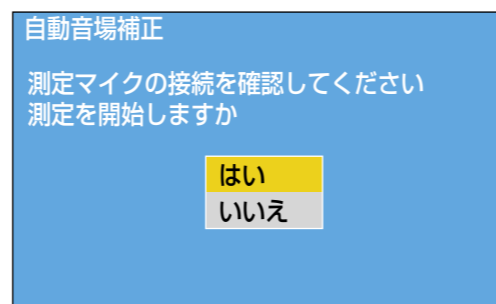 自動音場補正
測定マイクの接続を確認してください
測定を開始しますか
はい
いいえ